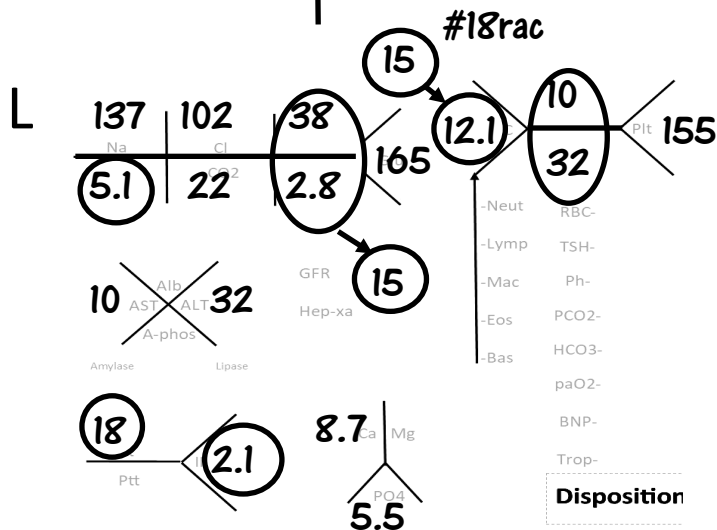 #18rac
15
L 137 102 38 12.1 10 Plt 155
Na Cl 165
5.1 CO2 22 2.8 32
-Neut RBC-
-Lymp TSH-
GFR 15 -Mac Ph-
10 AST Alb ALT 32
Hep-xa -Eos PCO2-
A-phos
Amylase Lipase -Bas HCO3-
paO2-
18 2.1 8.7 Ca Mg BNP-
Ptt Trop-
PO4 Disposition
5.5